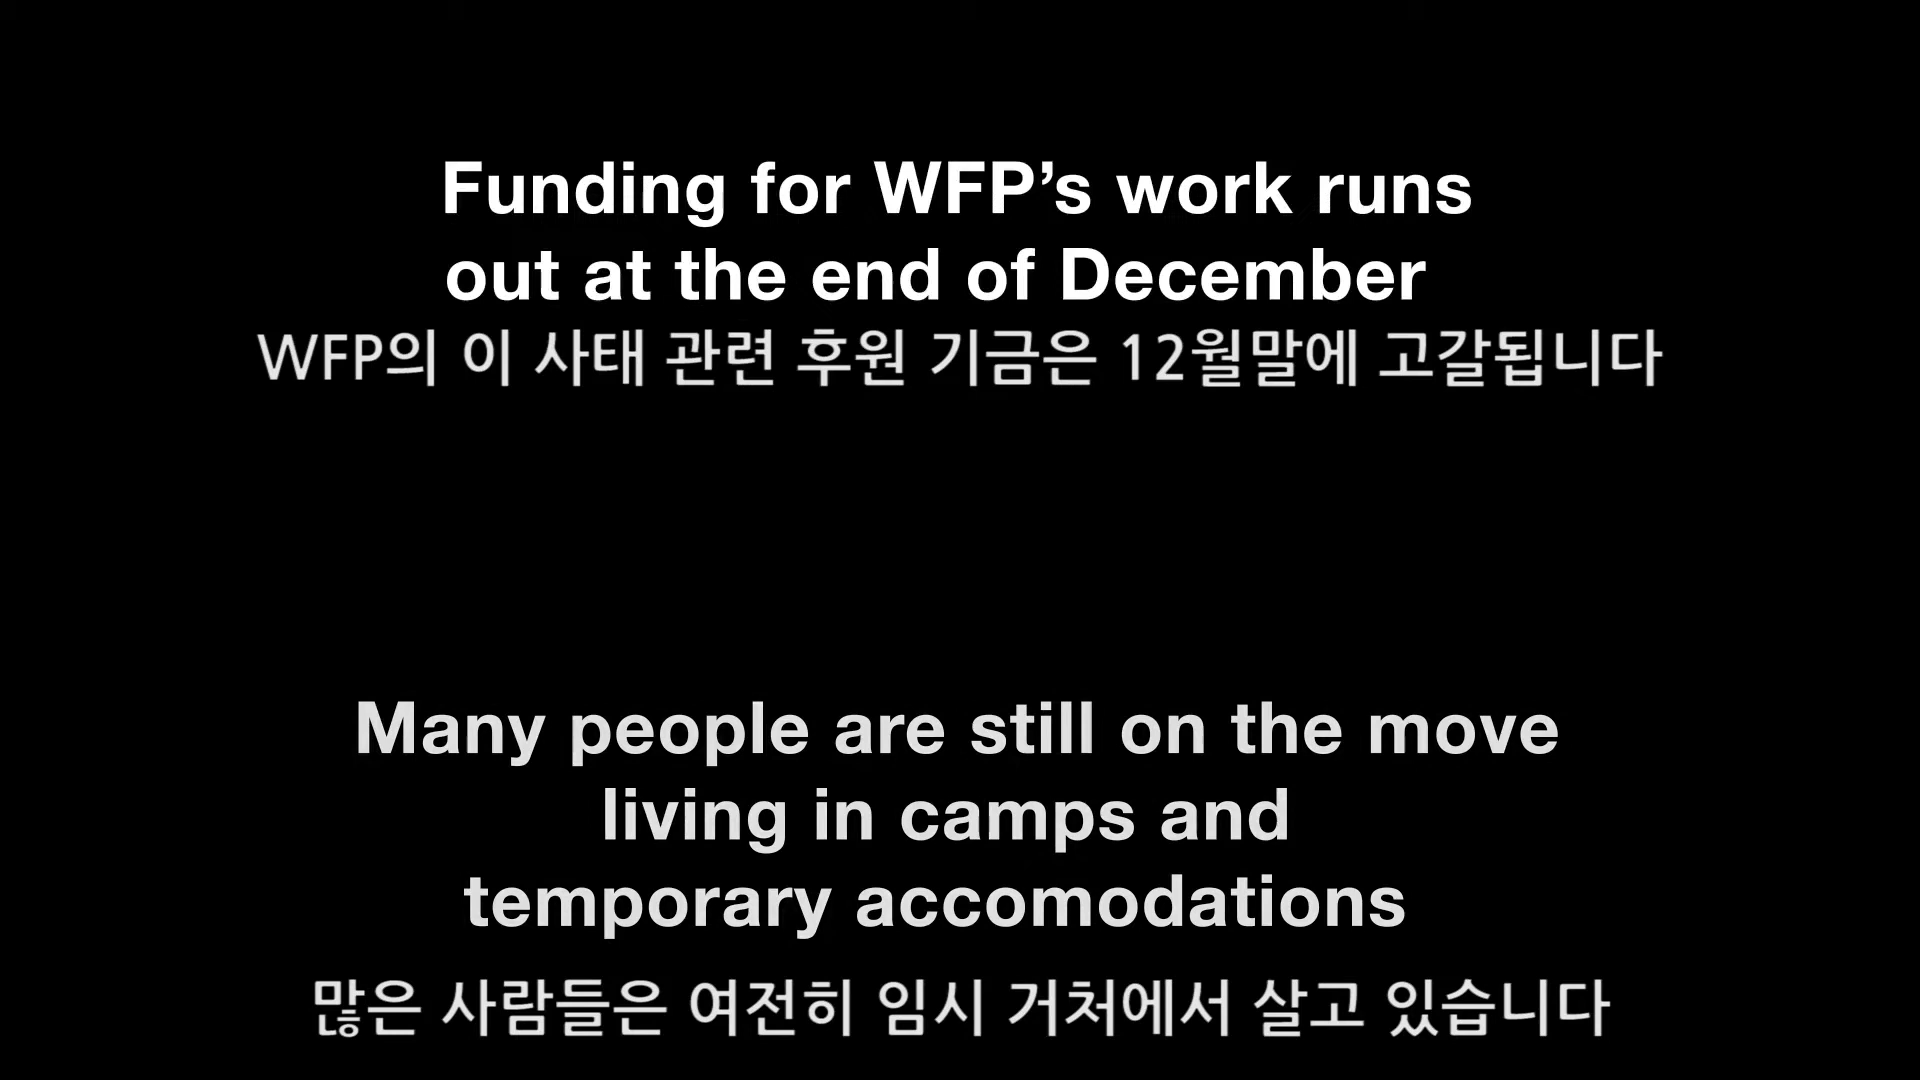 Funding for WFP’s work runs
out at the end of December
WFP의 이 사태 관련 후원 기금은 12월말에 고갈됩니다
Many people are still on the move
living in camps and
temporary accomodations
많은 사람들은 여전히 임시 거처에서 살고 있습니다